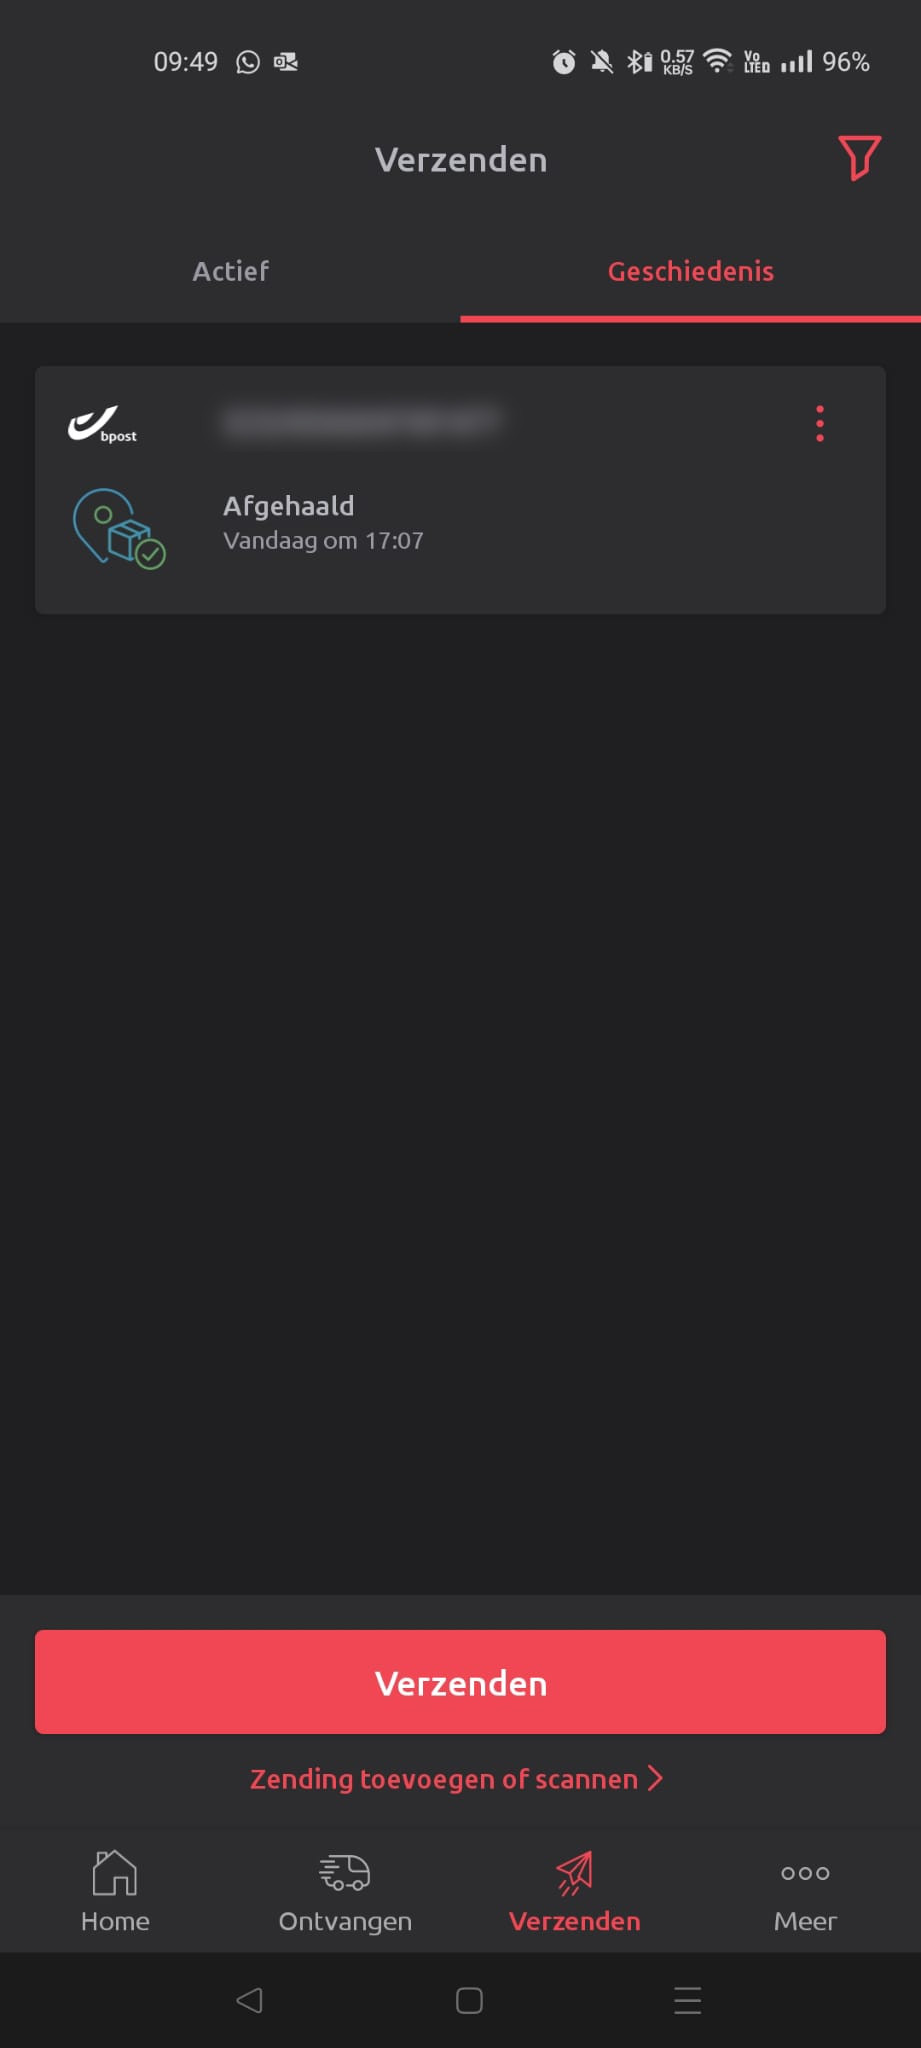 09:49
0.57
KB/S
Vo
LTE D
96%
Verzenden
Actief
Geschiedenis
bpost
Afgehaald
Vandaag om 17:07
Verzenden
Zending toevoegen of scannen
Home
Ontvangen
Verzenden
Meer